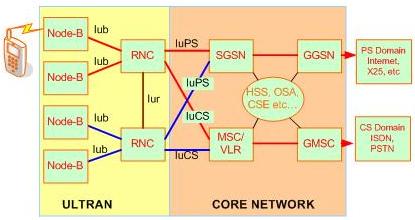 Node-B
Iub
Node-B
Iub
RNC
IuPS
SGSN
GGSN
PS Domain
Internet,
X25, etc
IuPS
Iur
HSS, OSA,
CSE etc...
IuCS
Node-B
Iub
Node-B
Iub
RNC
IuCS
MSC/
VLR
GMSC
CS Domain
ISDN,
PSTN
ULTRAN
CORE NETWORK